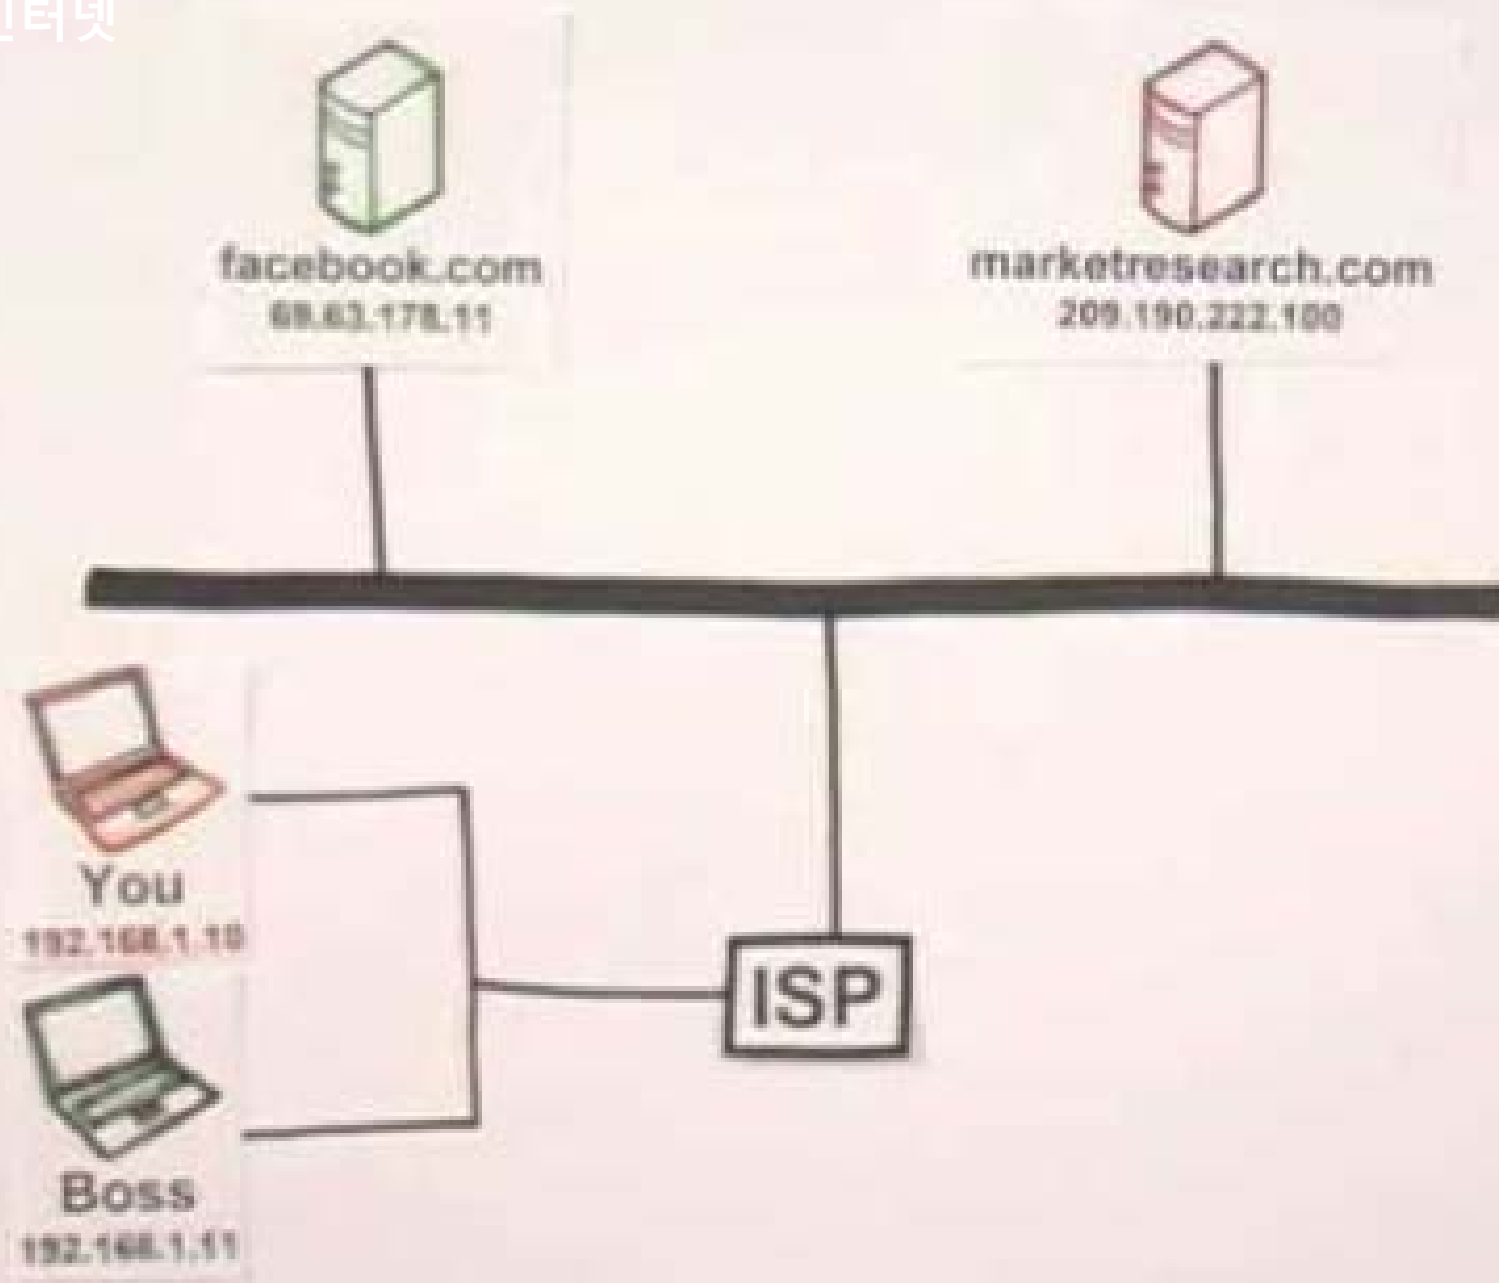 인터넷
facebook.com
69.63.178.11
marketresearch.com
209.190.222.100
You
192.168.1.10
ISP
Boss
192.168.1.11